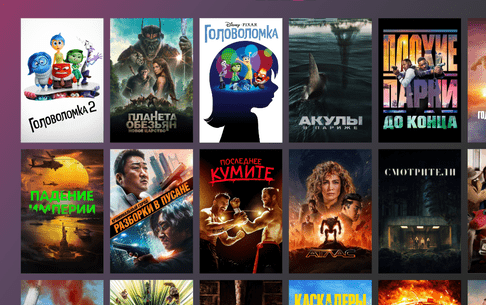 ГОЛОВОЛОМКА 2
ПЛАНЕТА
ОБЕЗЬЯН
НОВОЕ ЦАРСТВО
DISNEY · PIXAR
ГОЛОВОЛОМКА
АКУЛЫ
В ПАРИЖЕ
ПЛОХИЕ
ПАРНИ
ДО КОНЦА
ПАДЕНИЕ
ИМПЕРИИ
РАЗБОРКИ В ПУСАНЕ
ПОСЛЕДНЕЕ
КУМИТЕ
АТЛАС
СМОТРИТЕЛИ
КАСКАДЕРЫ